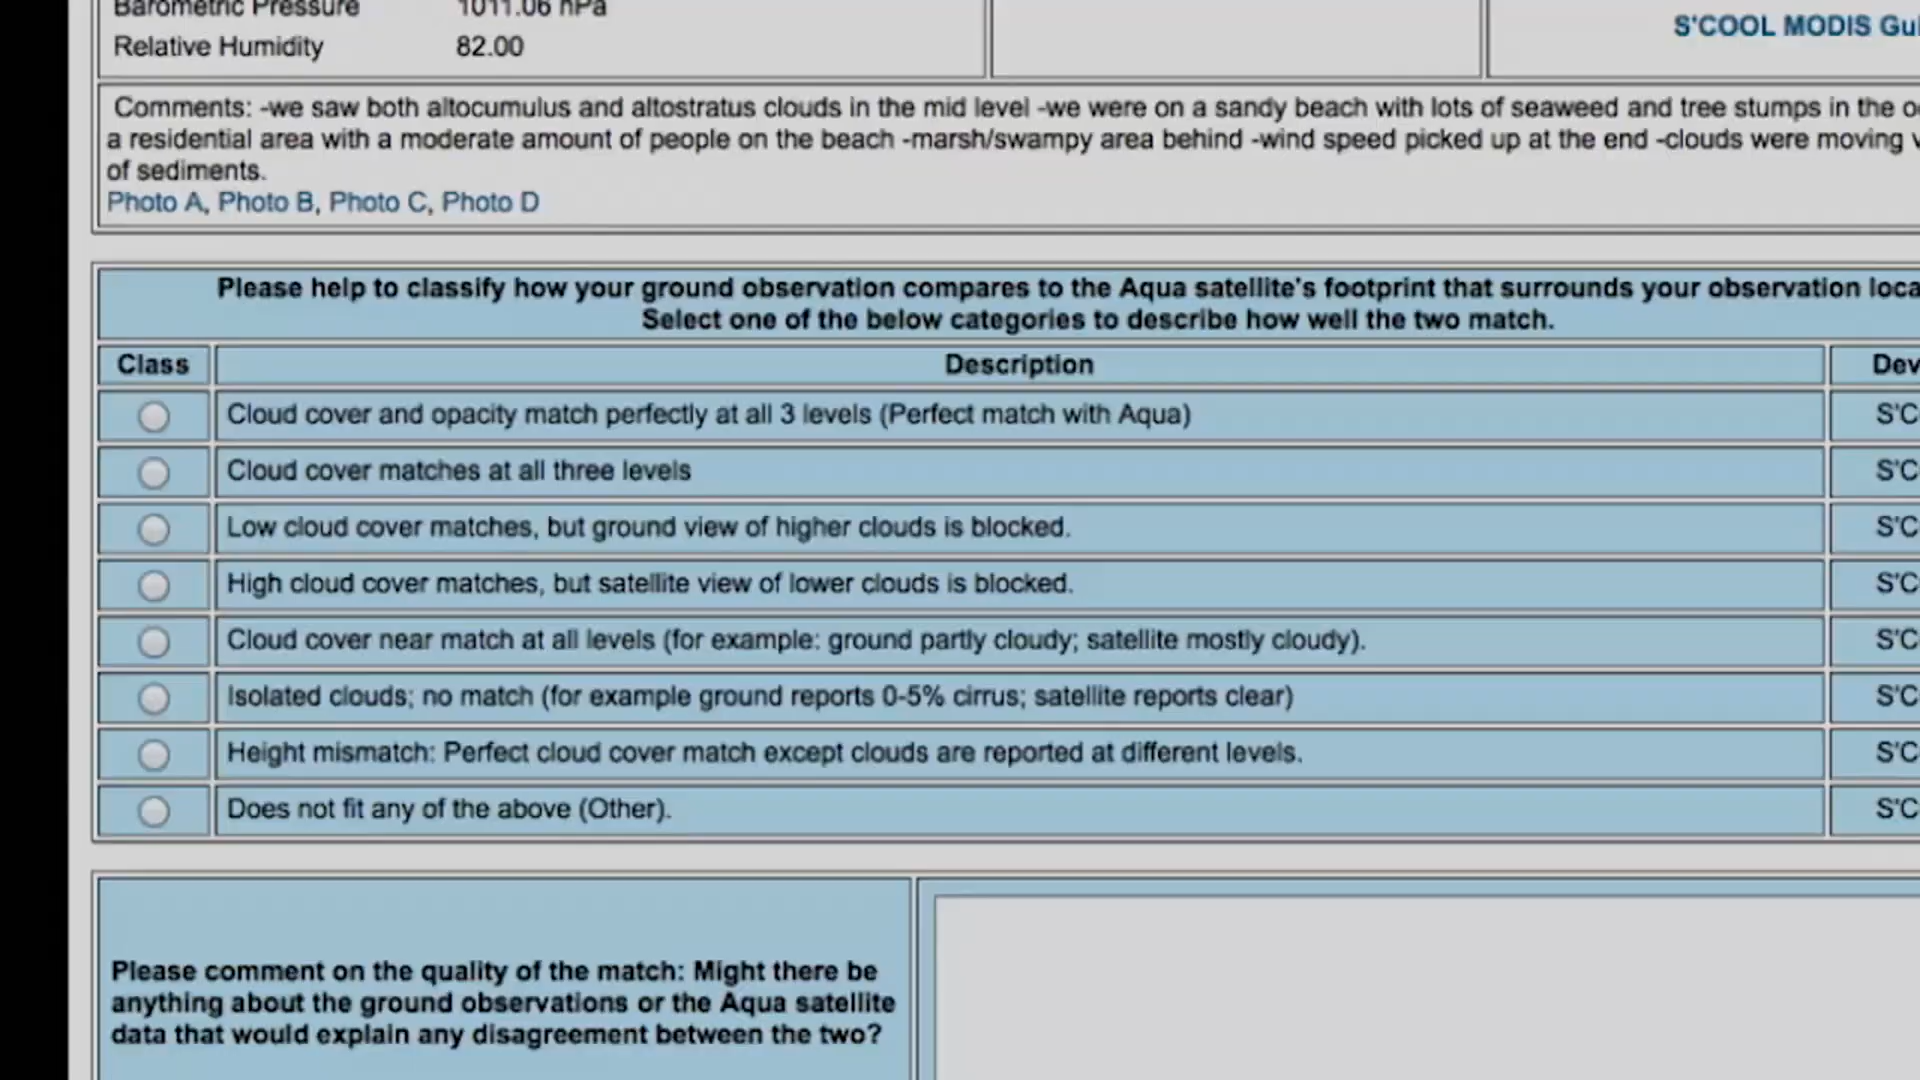 Barometric Pressure 1011.06 hPa
S'COOL MODIS
Relative Humidity 82.00
Comments: -we saw both altocumulus and altostratus clouds in the mid level -we were on a sandy beach with lots of seaweed and tree stumps in the
a residential area with a moderate amount of people on the beach -marsh/swampy area behind -wind speed picked up at the end -clouds were moving
of sediments.
Photo A, Photo B, Photo C, Photo D
Please help to classify how your ground observation compares to the Aqua satellite's footprint that surrounds your observation
Select one of the below categories to describe how well the two match.
Class Description
Cloud cover and opacity match perfectly at all 3 levels (Perfect match with Aqua)
Cloud cover matches at all three levels
Low cloud cover matches, but ground view of higher clouds is blocked.
High cloud cover matches, but satellite view of lower clouds is blocked.
Cloud cover near match at all levels (for example: ground partly cloudy; satellite mostly cloudy).
Isolated clouds; no match (for example ground reports 0-5% cirrus; satellite reports clear)
Height mismatch: Perfect cloud cover match except clouds are reported at different levels.
Does not fit any of the above (Other).
Please comment on the quality of the match: Might there be
anything about the ground observations or the Aqua satellite
data that would explain any disagreement between the two?